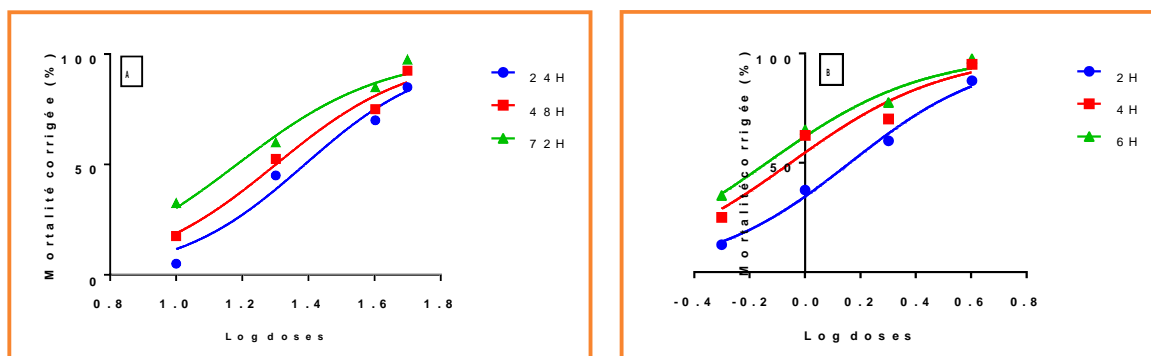 A
Mortalité corrigée (%)
100
50
0
0.8 1.0 1.2 1.4 1.6 1.8
Log doses
24H
48H
72H
B
Mortalité corrigée (%)
100
50
-0.4 -0.2 0.0 0.2 0.4 0.6 0.8
Log doses
2H
4H
6H